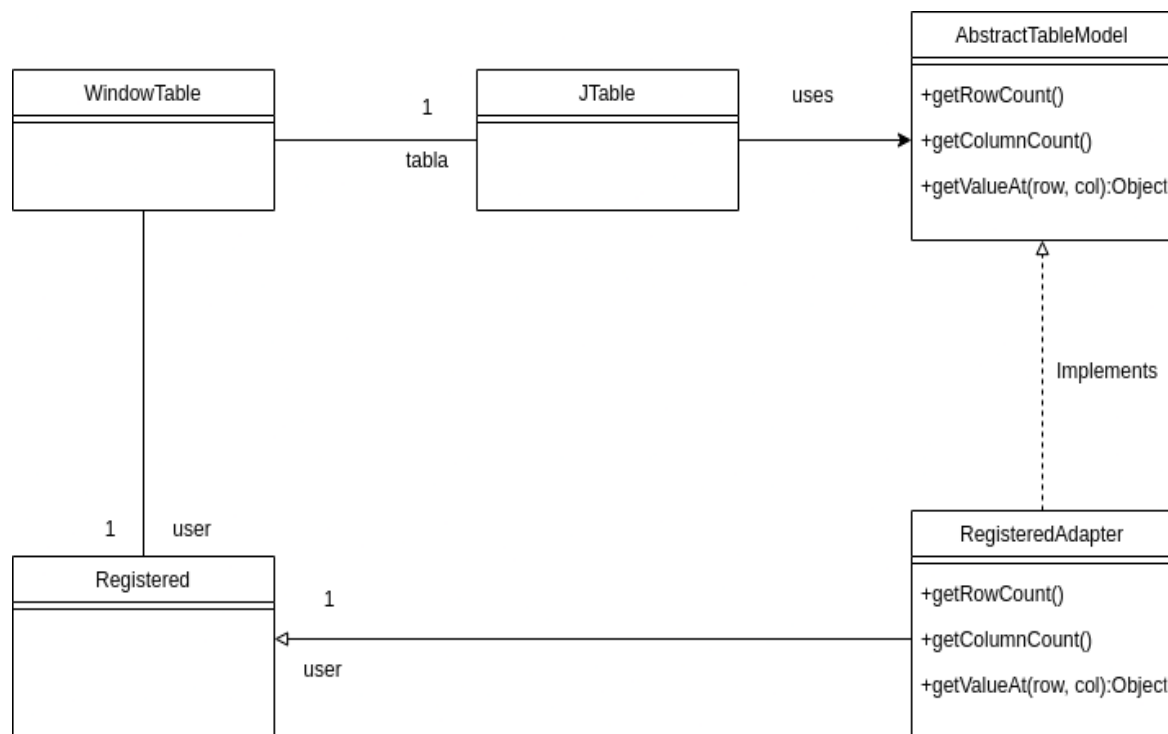 AbstractTableModel
WindowTable
JTable
+getRowCount()
uses
1
+getColumnCount()
tabla
+getValueAt(row, col):Object
Implements
1
user
RegisteredAdapter
Registered
+getRowCount()
1
+getColumnCount()
user
+getValueAt(row, col):Object